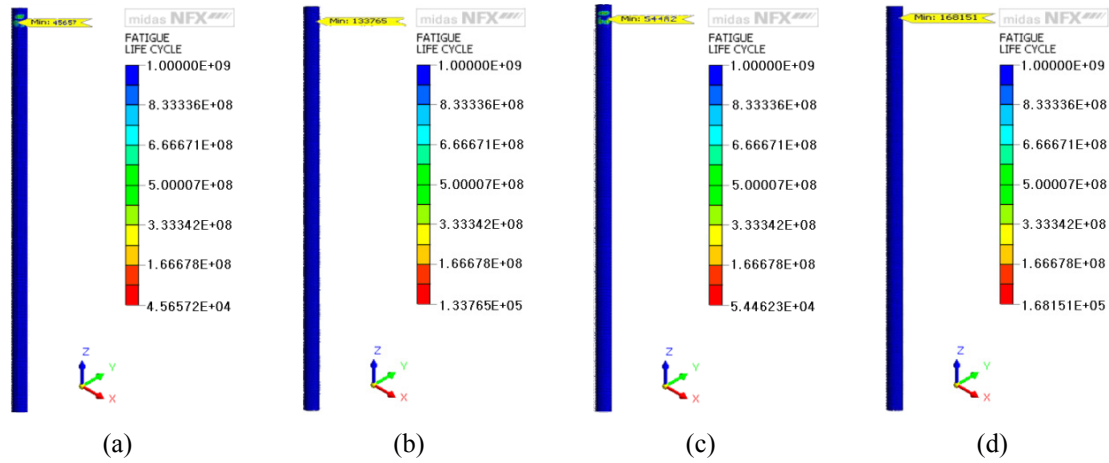 Min: 45657
midas NFX
FATIGUE
LIFE CYCLE
1.00000E+09
8.33336E+08
6.66671E+08
5.00007E+08
3.33342E+08
1.66678E+08
4.56572E+04
Z
Y
X
(a)
Min: 133765
midas NFX
FATIGUE
LIFE CYCLE
1.00000E+09
8.33336E+08
6.66671E+08
5.00007E+08
3.33342E+08
1.66678E+08
1.33765E+05
Z
Y
X
(b)
Min:
midas NFX
FATIGUE
LIFE CYCLE
1.00000E+09
8.33336E+08
6.66671E+08
5.00007E+08
3.33342E+08
1.66678E+08
5.44623E+04
Z
Y
X
(c)
Min: 168151
midas NFX
FATIGUE
LIFE CYCLE
1.00000E+09
8.33336E+08
6.66671E+08
5.00007E+08
3.33342E+08
1.66678E+08
1.68151E+05
Z
Y
X
(d)